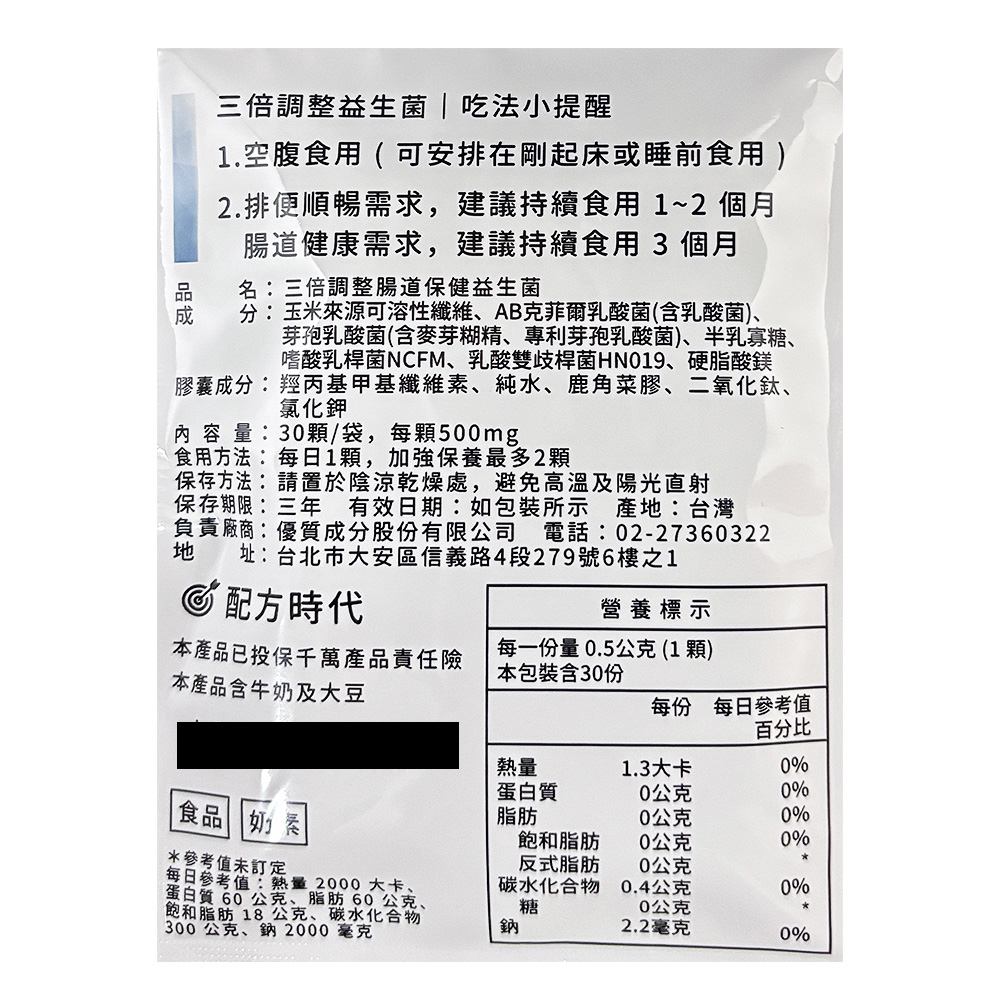 三倍調整益生菌｜吃法小提醒
1.空腹食用 ( 可安排在剛起床或睡前食用 )
2.排便順暢需求，建議持續食用 1~2 個月
腸道健康需求，建議持續食用 3 個月
品　　名：三倍調整腸道保健益生菌
成　　分：玉米來源可溶性纖維、AB克菲爾乳酸菌(含乳酸菌)、
芽孢乳酸菌(含麥芽糊精、專利芽孢乳酸菌)、半乳寡糖、
嗜酸乳桿菌NCFM、乳酸雙歧桿菌HN019、硬脂酸鎂
膠囊成分：羥丙基甲基纖維素、純水、鹿角菜膠、二氧化鈦、
氯化鉀
內 容 量：30顆/袋，每顆500mg
食用方法：每日1顆，加強保養最多2顆
保存方法：請置於陰涼乾燥處，避免高溫及陽光直射
保存期限：三年　有效日期：如包裝所示　產地：台灣
負責廠商：優質成分股份有限公司　電話：02-27360322
地　　址：台北市大安區信義路4段279號6樓之1
配方時代
本產品已投保千萬產品責任險
本產品含牛奶及大豆
食品　奶素
＊參考值未訂定
每日參考值：熱量 2000 大卡、
蛋白質 60 公克、脂肪 60 公克、
飽和脂肪 18 公克、碳水化合物
300 公克、鈉 2000 毫克
營養標示
每一份量 0.5公克 (1 顆)
本包裝含30份
每份　每日參考值
百分比
熱量　1.3大卡　0%
蛋白質　0公克　0%
脂肪　0公克　0%
飽和脂肪　0公克　0%
反式脂肪　0公克　*
碳水化合物　0.4公克　0%
糖　0公克　*
鈉　2.2毫克　0%